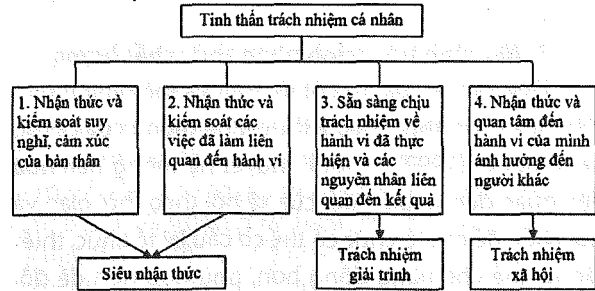 Tinh thần trách nhiệm cá nhân
1. Nhận thức và
kiểm soát suy
nghĩ, cảm xúc
của bản thân
2. Nhận thức và
kiểm soát các
việc đã làm liên
quan đến hành vi
3. Sẵn sàng chịu
trách nhiệm về
hành vi đã thực
hiện và các
nguyên nhân liên
quan đến kết quả
4. Nhận thức và
quan tâm đến
hành vi của mình
ảnh hưởng đến
người khác
Siêu nhận thức
Trách nhiệm
giải trình
Trách nhiệm
xã hội